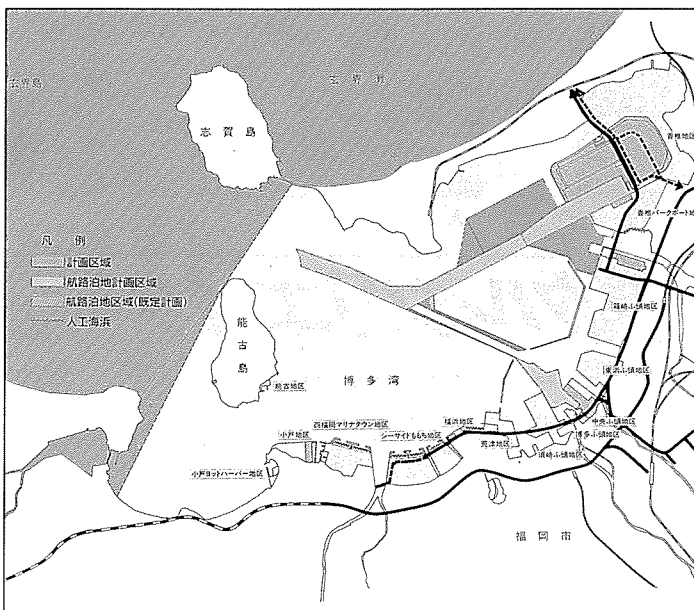 玄界島
玄界灘
志賀島
香椎地区
香椎パークポート地
凡例
計画区域
航路泊地計画区域
航路泊地区域(既定計画)
人工海浜
箱崎ふ頭地区
能古島
能古地区
博多湾
東浜ふ頭地区
西福岡マリナタウン地区
シーサイドももち地区
小戸地区
小戸ヨットハーバー地区
横浜地区
荒津地区
中央ふ頭地区
博多ふ頭地区
須崎ふ頭地区
福岡市